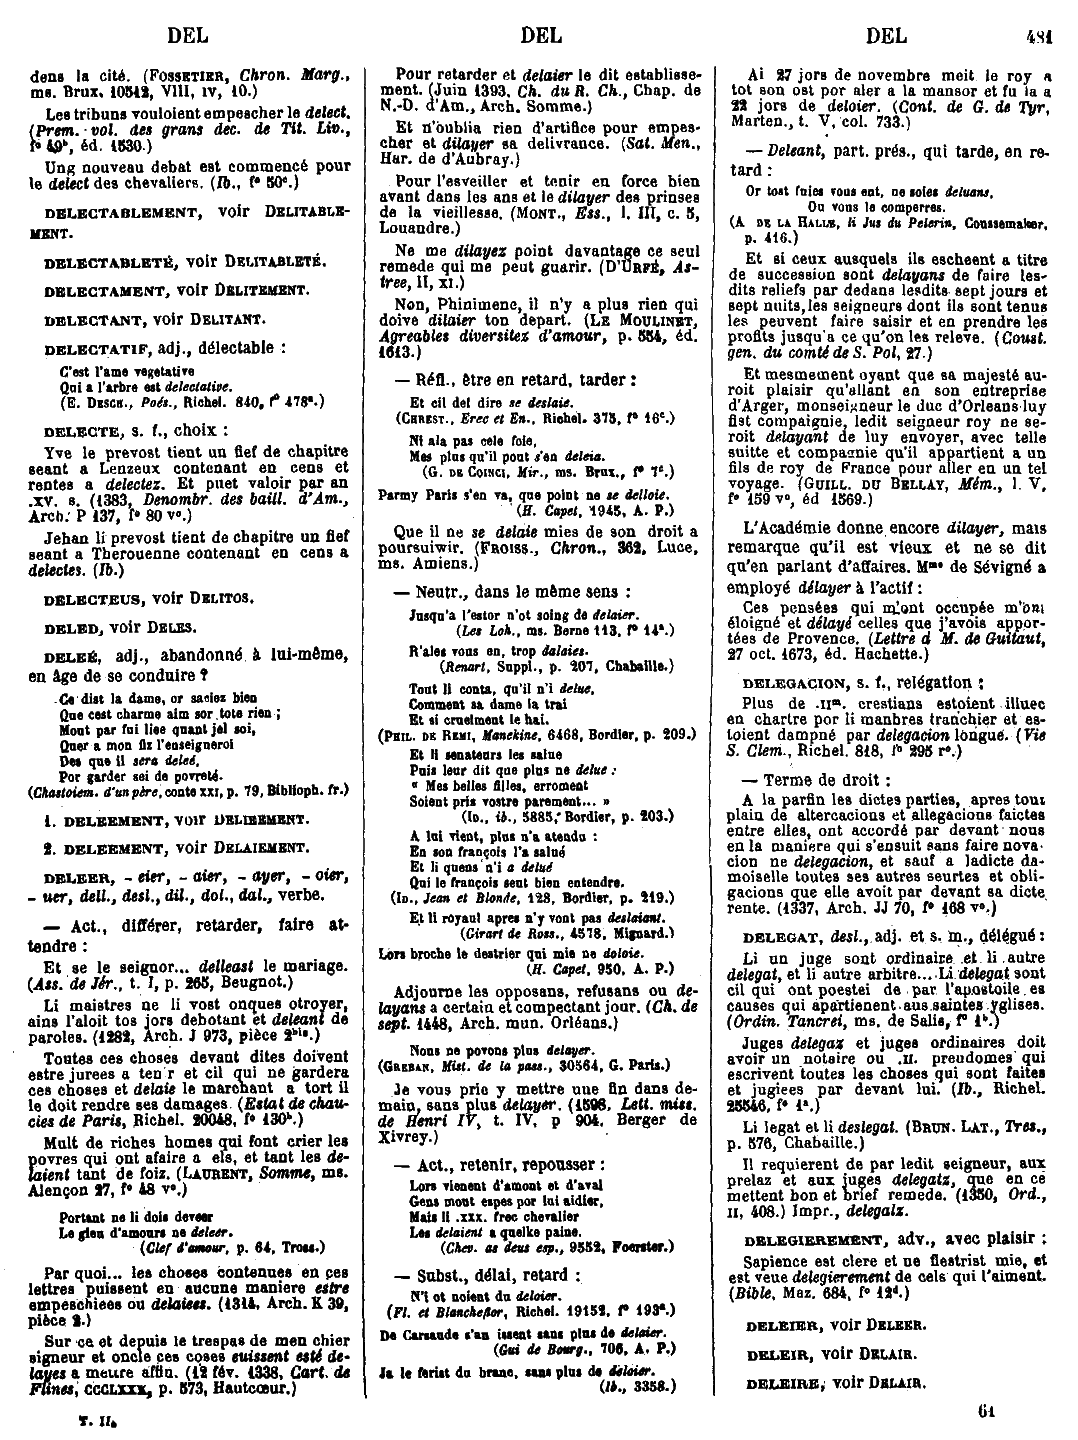 DEL DEL DEL 481
dens la cité. (FOSSETIER, Chron. Marg.,
ms. Brux. 10512, VIII, IV, 10.)
Les tribuns vouloient empescher le delect.
(Prem. vol. des grans dec. de Tit. Liv.,
f° 49ᵇ, éd. 1530.)
Ung nouveau debat est commencé pour
le delect des chevaliers. (Ib., f° 50ᶜ.)
DELECTABLEMENT, voir DELITABLE-
MENT.
DELECTABLETÉ, voir DELITABLETÉ.
DELECTAMENT, voir DELITEMENT.
DELECTANT, voir DELITANT.
DELECTATIF, adj., délectable :
C'est l'ame vegetative
Qui a l'arbre est delectative.
(E. DESCH., Poés., Richel. 840, f° 478ᵃ.)
DELECTE, s. f., choix :
Yve le prevost tient un fief de chapitre
seant a Lenzeux contenant en cens et
rentes a delectez. Et puet valoir par an
.XV. s. (1383, Denombr. des baill. d'Am.,
Arch. P 137, f° 80 v°.)
Jehan li prevost tient de chapitre un fief
seant a Therouenne contenant en cens a
delectes. (Ib.)
DELECTEUS, voir DELITOS.
DELED, voir DELES.
DELEÉ, adj., abandonné à lui-même,
en âge de se conduire ?
Ce dist la dame, or saciez bien
Que cest charme aim sor tote rien ;
Mout par fui liee quant jel soi,
Quer a mon fiz l'enseigneroi
Des que il sera deleé,
Por garder sei de povreté.
(Chastoiem. d'un père, conte XXI, p. 79, Biblioph. fr.)
1. DELEEMENT, voir DELIEEMENT.
2. DELEEMENT, voir DELAIEMENT.
DELEER, - eier, - aier, - ayer, - oier,
- uer, dell., desl., dil., dol., dal., verbe.
— Act., différer, retarder, faire at-
tendre :
Et se le seignor... delleast le mariage.
(Ass. de Jér., t. I, p. 265, Beugnot.)
Li maistres ne li vost onques otroyer,
ains l'aloit tos jors debotant et deleant de
paroles. (1282, Arch. J 973, pièce 2ᵇⁱˢ.)
Toutes ces choses devant dites doivent
estre jurees a ten r et cil qui ne gardera
ces choses et delaie le marchant a tort il
le doit rendre ses damages. (Estat de chau-
cies de Paris, Richel. 20048, f° 130ᵇ.)
Mult de riches homes qui font crier les
povres qui ont afaire a els, et tant les de-
laient tant de foiz. (LAURENT, Somme, ms.
Alençon 27, f° 48 v°.)
Portant ne li dois deveer
Le gieu d'amours ne deleer.
(Clef d'amour, p. 64, Tross.)
Par quoi... les choses contenues en ces
lettres puissent en aucune maniere estre
empeschiees ou delaiees. (1314, Arch. K 39,
pièce 2.)
Sur ce et depuis le trespas de men chier
signeur et oncle ces coses euissent esté de-
layes a mettre affin. (12 fév. 1338, Cart. de
Flines, CCCLXXX, p. 573, Hautcœur.)
T. II.
Pour retarder et delaier le dit establisse-
ment. (Juin 1393, Ch. du R. Ch., Chap. de
N.-D. d'Am., Arch. Somme.)
Et n'oublia rien d'artifice pour empes-
cher et dilayer sa delivrance. (Sat. Men.,
Har. de d'Aubray.)
Pour l'esveiller et tenir en force bien
avant dans les ans et le dilayer des prinses
de la vieillesse. (MONT., Ess., l. III, c. 5,
Louandre.)
Ne me dilayez point davantage ce seul
remede qui me peut guarir. (D'URFÉ, As-
tree, II, XI.)
Non, Phinimene, il n'y a plus rien qui
doive dilaier ton depart. (LE MOULINET,
Agreables diversitez d'amour, p. 554, éd.
1613.)
— Réfl., être en retard, tarder :
Et cil del dire se deslaie.
(CHREST., Erec et En., Richel. 375, f° 16ᶜ.)
Ni ala pas cele foie,
Mes plus qu'il pout s'en deleia.
(G. DE COINCI, Mir., ms. Brux., f° 7ᶜ.)
Parmy Paris s'en va, que point ne se delloie.
(H. Capet, 1945, A. P.)
Que il ne se delaie mies de son droit a
poursuiwir. (FROISS., Chron., 362, Luce,
ms. Amiens.)
— Neutr., dans le même sens :
Jusqu'a l'estor n'ot soing de delaier.
(Les Loh., ms. Berne 113, f° 14ᵃ.)
R'ales vous en, trop dalaies.
(Renart, Suppl., p. 207, Chabaille.)
Tout li conta, qu'il n'i delue,
Comment sa dame la trai
Et si cruelment le haï.
(PHIL. DE REMI, Manekine, 6468, Bordier, p. 209.)
Et li senateurs les salue
Puis leur dit que plus ne delue :
« Mes belles filles, erroment
Soient pris vostre parement... »
(ID., ib., 5885, Bordier, p. 203.)
A lui vient, plus n'a atendu :
En son françois l'a salué
Et li quens n'i a delué
Qui le françois seut bien entendre.
(ID., Jean et Blonde, 128, Bordier, p. 219.)
Et li royaul apres n'y vont pas deslaiant.
(Girart de Ross., 4578, Mignard.)
Lors broche le destrier qui mie ne doloie.
(H. Capet, 950, A. P.)
Adjourne les opposans, refusans ou de-
layans a certain et compectant jour. (Ch. de
sept. 1448, Arch. mun. Orléans.)
Nous ne povons plus delayer.
(GREBAN, Mist. de la pass., 30564, G. Paris.)
Je vous prie y mettre une fin dans de-
main, sans plus delayer. (1596, Lett. miss.
de Henri IV, t. IV, p 904, Berger de
Xivrey.)
— Act., retenir, repousser :
Lors vienent d'amont et d'aval
Gens mout espes por lui aidier,
Mais li .XXX. frec chevalier
Les delaient a quelke paine.
(Chev. as deus esp., 9552, Foerster.)
— Subst., délai, retard :
N'i ot noient du deloier.
(Fl. et Blancheflor, Richel. 19152, f° 193ᵃ.)
De Carsaude s'an issent sans plus de delaier.
(Gui de Bourg., 706, A. P.)
Ja le ferist du branc, sans plus de deloier.
(Ib., 3358.)
Ai 27 jors de novembre meit le roy a
tot son ost por aler a la mansor et fu la a
22 jors de deloier. (Cont. de G. de Tyr,
Marten., t. V, col. 733.)
— Deleant, part. prés., qui tarde, en re-
tard :
Or tost faies vous ent, ne soies deluans,
Ou vons le comperres.
(A DE LA HALLE, li Jus du Pelerin, Coussemaker,
p. 416.)
Et si ceux ausquels ils escheent a titre
de succession sont delayans de faire les-
dits reliefs par dedans lesdits sept jours et
sept nuits, les seigneurs dont ils sont tenus
les peuvent faire saisir et en prendre les
profits jusqu'a ce qu'on les releve. (Coust.
gen. du comté de S. Pol, 27.)
Et mesmement oyant que sa majesté au-
roit plaisir qu'allant en son entreprise
d'Arger, monseigneur le duc d'Orleans luy
fist compaignie, ledit seigneur roy ne se-
roit delayant de luy envoyer, avec telle
suitte et compagnie qu'il appartient a un
fils de roy de France pour aller en un tel
voyage. (GUILL. DU BELLAY, Mém., l. V,
f° 159 v°, éd 1569.)
L'Académie donne encore dilayer, mais
remarque qu'il est vieux et ne se dit
qu'en parlant d'affaires. Mᵐᵉ de Sévigné a
employé délayer à l'actif :
Ces pensées qui m'ont occupée m'ont
éloigné et délayé celles que j'avois appor-
tées de Provence. (Lettre à M. de Guitaut,
27 oct. 1673, éd. Hachette.)
DELEGACION, s. f., relégation :
Plus de .IIᵐ. crestians estoient illuec
en chartre por li manbres tranchier et es-
toient dampné par delegacion longue. (Vie
S. Clem., Richel. 818, f° 295 r°.)
— Terme de droit :
A la parfin les dictes parties, apres tout
plain de altercacions et allegacions faictes
entre elles, ont accordé par devant nous
en la maniere qui s'ensuit sans faire nova-
cion ne delegacion, et sauf a ladicte da-
moiselle toutes ses autres seurtes et obli-
gacions que elle avoit par devant sa dicte
rente. (1337, Arch. JJ 70, f° 168 v°.)
DELEGAT, desl., adj. et s. m., délégué :
Li un juge sont ordinaire et li autre
delegat, et li autre arbitre... Li delegat sont
cil qui ont poestei de par l'apostoile es
causes qui apartienent aus saintes yglises.
(Ordin. Tancrei, ms. de Salis, f° 1ᵇ.)
Juges delegaz et juges ordinaires doit
avoir un notaire ou .II. preudomes qui
escrivent toutes les choses qui sont faites
et jugiees par devant lui. (Ib., Richel.
25546, f° 1ᵃ.)
Li legat et li deslegat. (BRUN. LAT., Tres.,
p. 576, Chabaille.)
Il requierent de par ledit seigneur, aux
prelaz et aux juges delegatz, que en ce
mettent bon et brief remede. (1350, Ord.,
II, 408.) Impr., delegalz.
DELEGIEREMENT, adv., avec plaisir :
Sapience est clere et ne flestrist mie, et
est veue delegierement de cels qui l'aiment.
(Bible, Maz. 684, f° 12ᵈ.)
DELEIER, voir DELEER.
DELEIR, voir DELAIR.
DELEIRE, voir DELAIR.
61